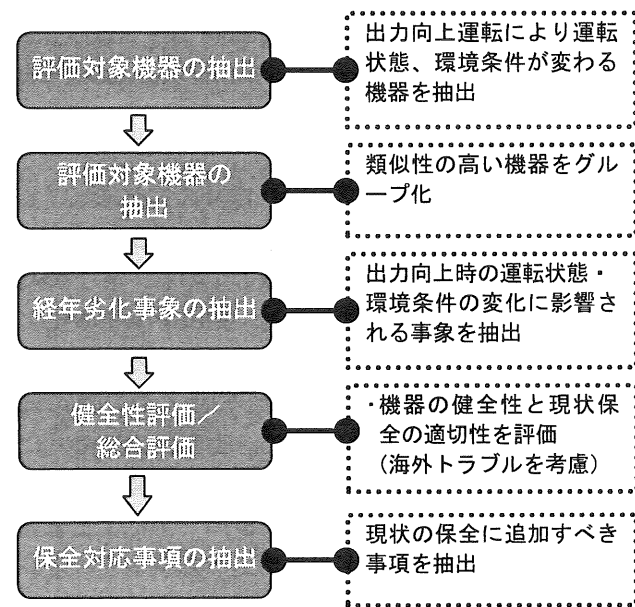 評価対象機器の抽出
出力向上運転により運転
状態、環境条件が変わる
機器を抽出
評価対象機器の
抽出
類似性の高い機器をグル
ープ化
経年劣化事象の抽出
出力向上時の運転状態・
環境条件の変化に影響さ
れる事象を抽出
健全性評価／
総合評価
・機器の健全性と現状保
全の適切性を評価
（海外トラブルを考慮）
保全対応事項の抽出
現状の保全に追加すべき
事項を抽出